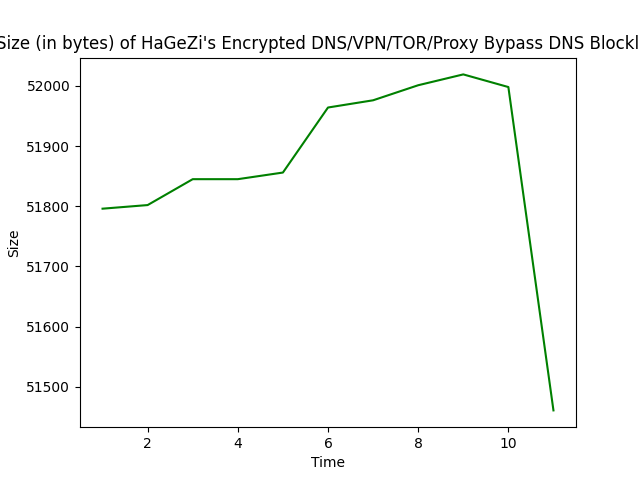 Size (in bytes) of HaGeZi's Encrypted DNS/VPN/TOR/Proxy Bypass DNS Blockl
52000
51900
51800
51700
51600
51500
Size
2 4 6 8 10
Time